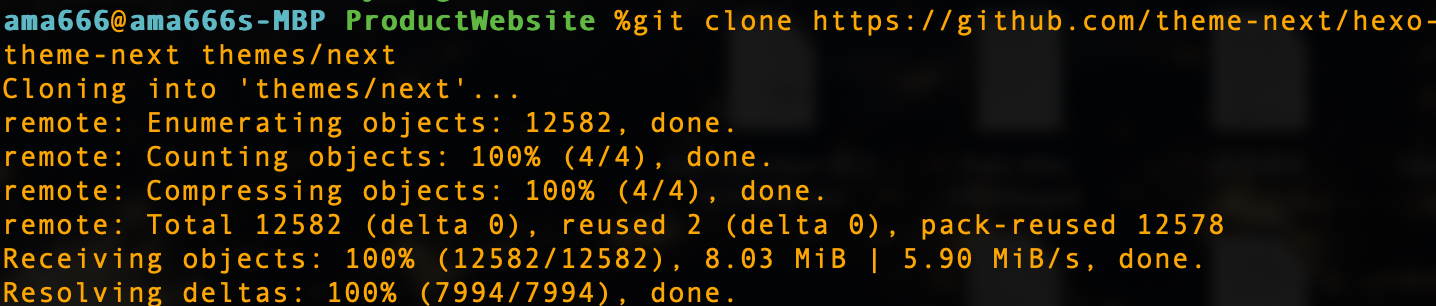 ama666@ama666s-MBP ProductWebsite %git clone https://github.com/theme-next/hexo-
theme-next themes/next
Cloning into 'themes/next'...
remote: Enumerating objects: 12582, done.
remote: Counting objects: 100% (4/4), done.
remote: Compressing objects: 100% (4/4), done.
remote: Total 12582 (delta 0), reused 2 (delta 0), pack-reused 12578
Receiving objects: 100% (12582/12582), 8.03 MiB | 5.90 MiB/s, done.
Resolving deltas: 100% (7994/7994), done.